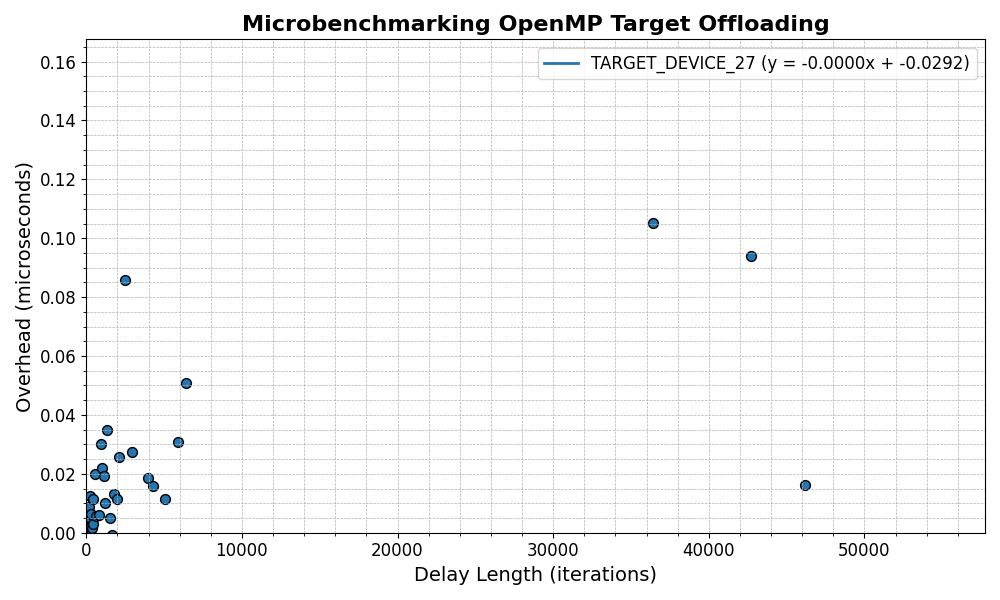 Microbenchmarking OpenMP Target Offloading
TARGET_DEVICE_27 (y = -0.0000x + -0.0292)
Overhead (microseconds)
0.16
0.14
0.12
0.10
0.08
0.06
0.04
0.02
0.00
0 10000 20000 30000 40000 50000
Delay Length (iterations)